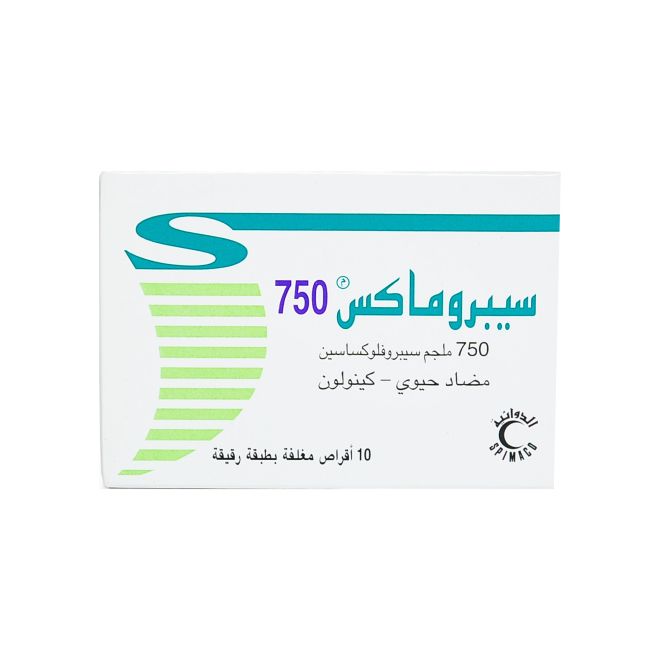 سيبروماكس م 750
750 ملجم سيبروفلوكساسين
مضاد حيوي - كينولون
10 أقراص مغلفة بطبقة رقيقة
الدوائية
SPIMACO